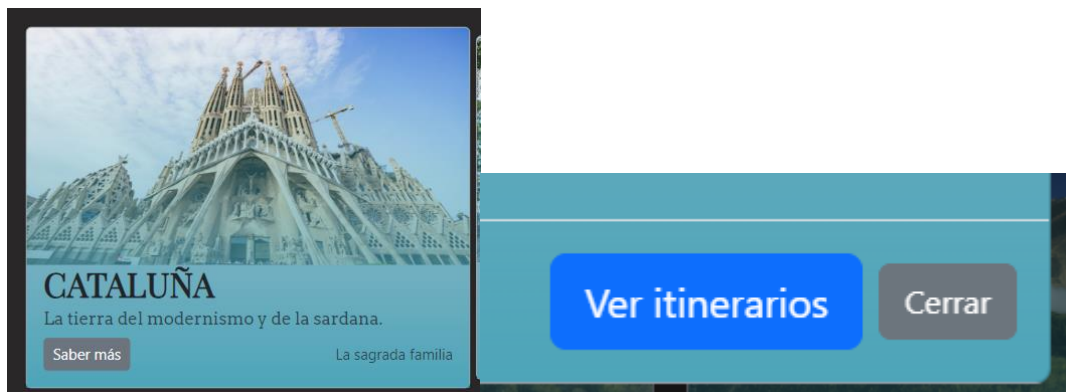 CATALUÑA
La tierra del modernismo y de la sardana.
Saber más
La sagrada familia
Ver itinerarios
Cerrar